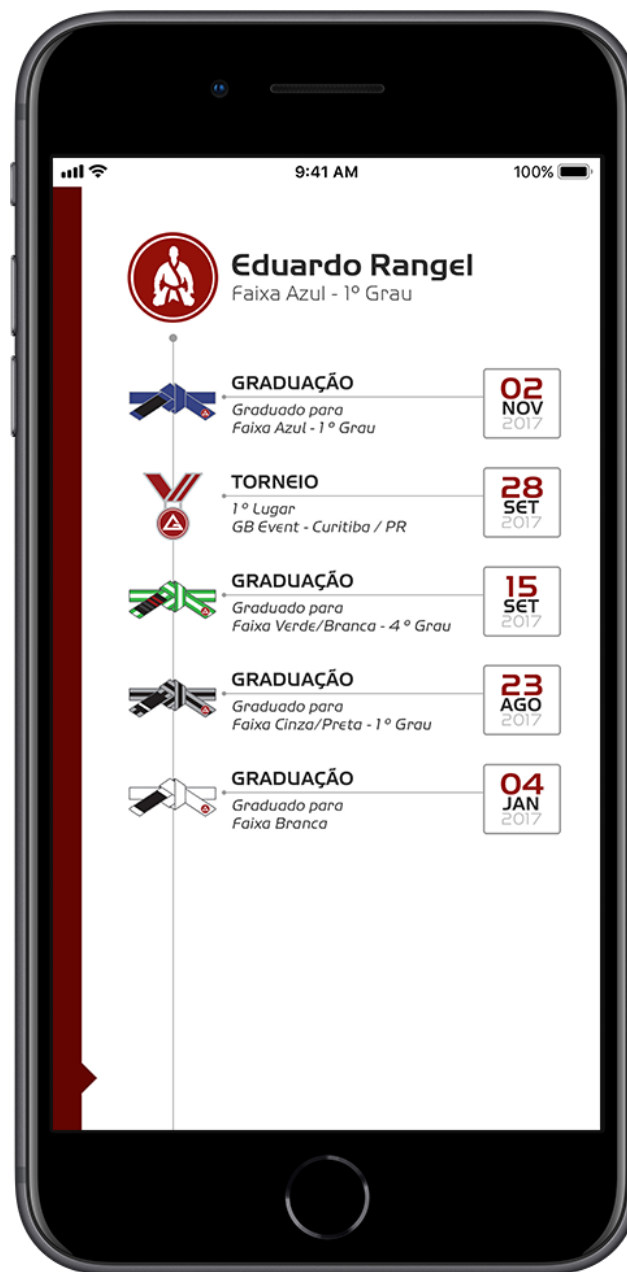 9:41 AM
100%
Eduardo Rangel
Faixa Azul - 1º Grau
GRADUAÇÃO
Graduado para
Faixa Azul - 1º Grau
02
NOV
2017
TORNEIO
1º Lugar
GB Event - Curitiba / PR
28
SET
2017
GRADUAÇÃO
Graduado para
Faixa Verde/Branca - 4º Grau
15
SET
2017
GRADUAÇÃO
Graduado para
Faixa Cinza/Preta - 1º Grau
23
AGO
2017
GRADUAÇÃO
Graduado para
Faixa Branca
04
JAN
2017